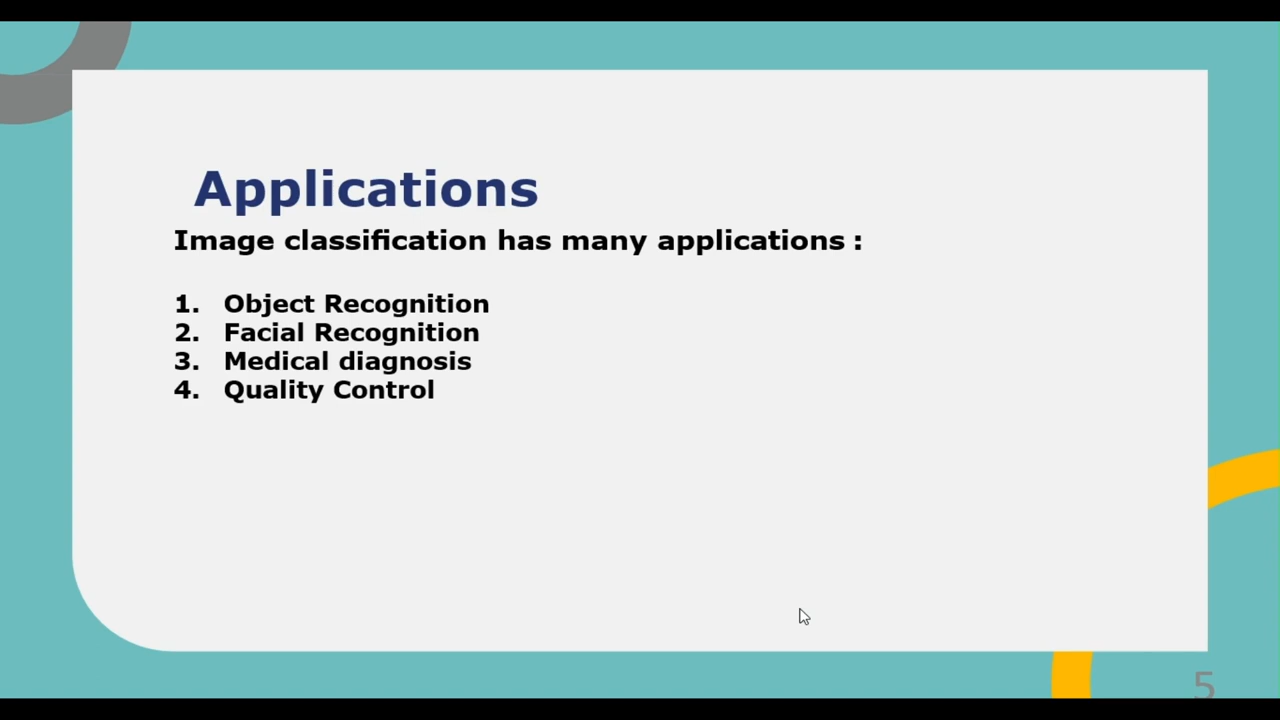 Applications
Image classification has many applications :
1. Object Recognition
2. Facial Recognition
3. Medical diagnosis
4. Quality Control
5